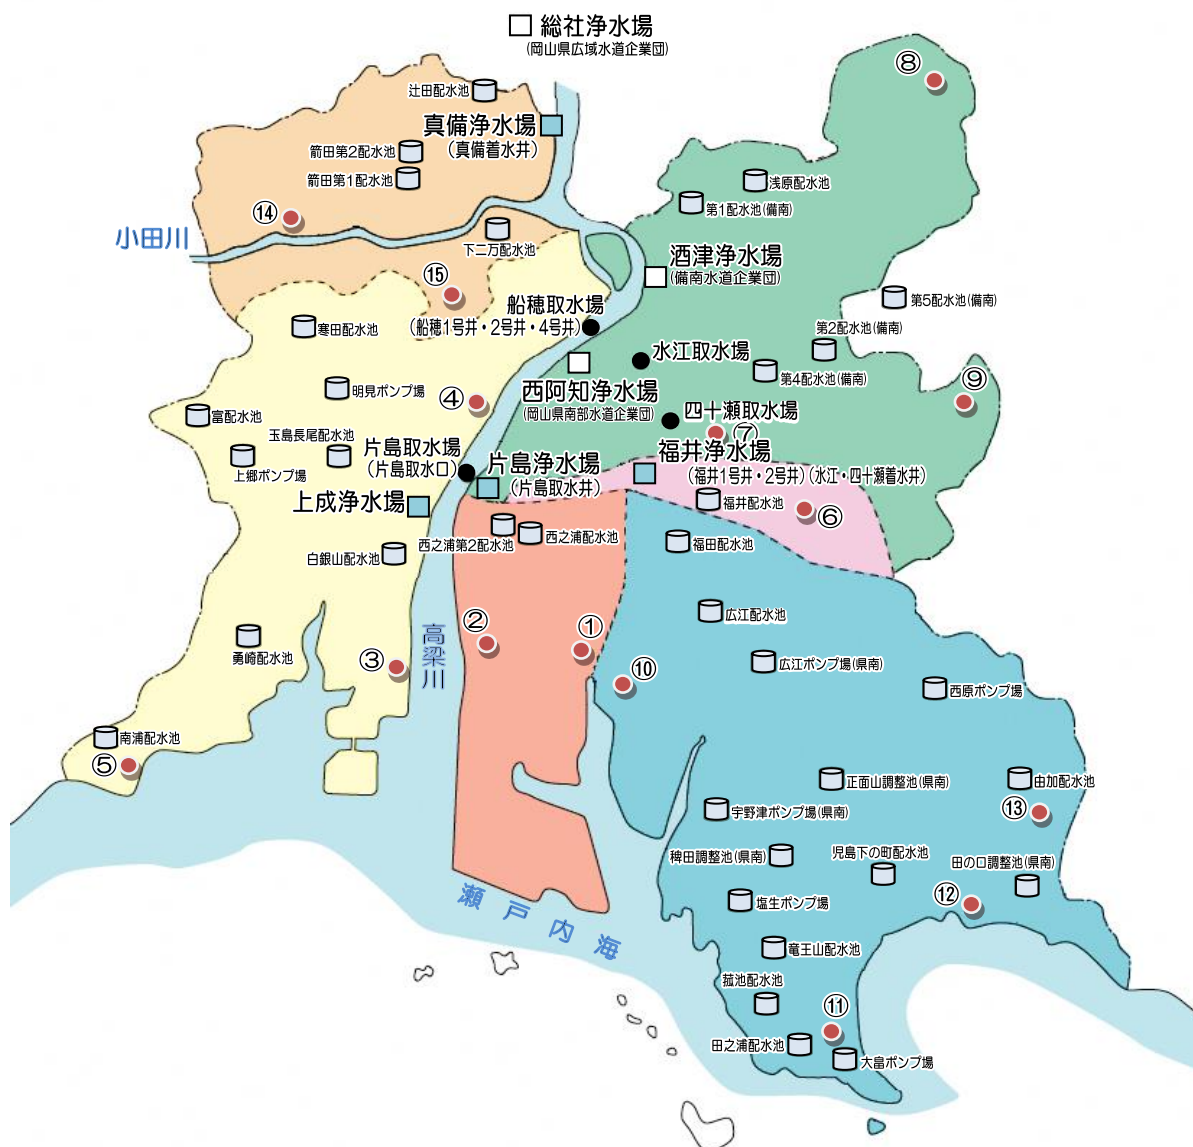 総社浄水場
(岡山県広域水道企業団)
⑧
辻田配水池
真備浄水場
(真備着水井)
箭田第2配水池
箭田第1配水池
浅原配水池
第1配水池(備南)
⑭
小田川
下二万配水池
酒津浄水場
(備南水道企業団)
⑮
船穂取水場
(船穂1号井・2号井・4号井)
第5配水池(備南)
寒田配水池
第2配水池(備南)
水江取水場
第4配水池(備南)
⑨
明見ポンプ場
西阿知浄水場
(岡山県南部水道企業団)
④
四十瀬取水場
⑦
富配水池
玉島長尾配水池
上郷ポンプ場
片島取水場
(片島取水口)
片島浄水場
(片島取水井)
福井浄水場
(福井1号井・2号井)(水江・四十瀬着水井)
上成浄水場
福井配水池
⑥
西之浦第2配水池
西之浦配水池
福田配水池
白銀山配水池
広江配水池
②
①
高梁川
勇崎配水池
③
⑩
広江ポンプ場(県南)
西原ポンプ場
南浦配水池
⑤
正面山調整池(県南)
由加配水池
⑬
宇野津ポンプ場(県南)
稗田調整池(県南)
児島下の町配水池
田の口調整池(県南)
⑫
塩生ポンプ場
瀬戸内海
竜王山配水池
菰池配水池
⑪
田之浦配水池
大畠ポンプ場